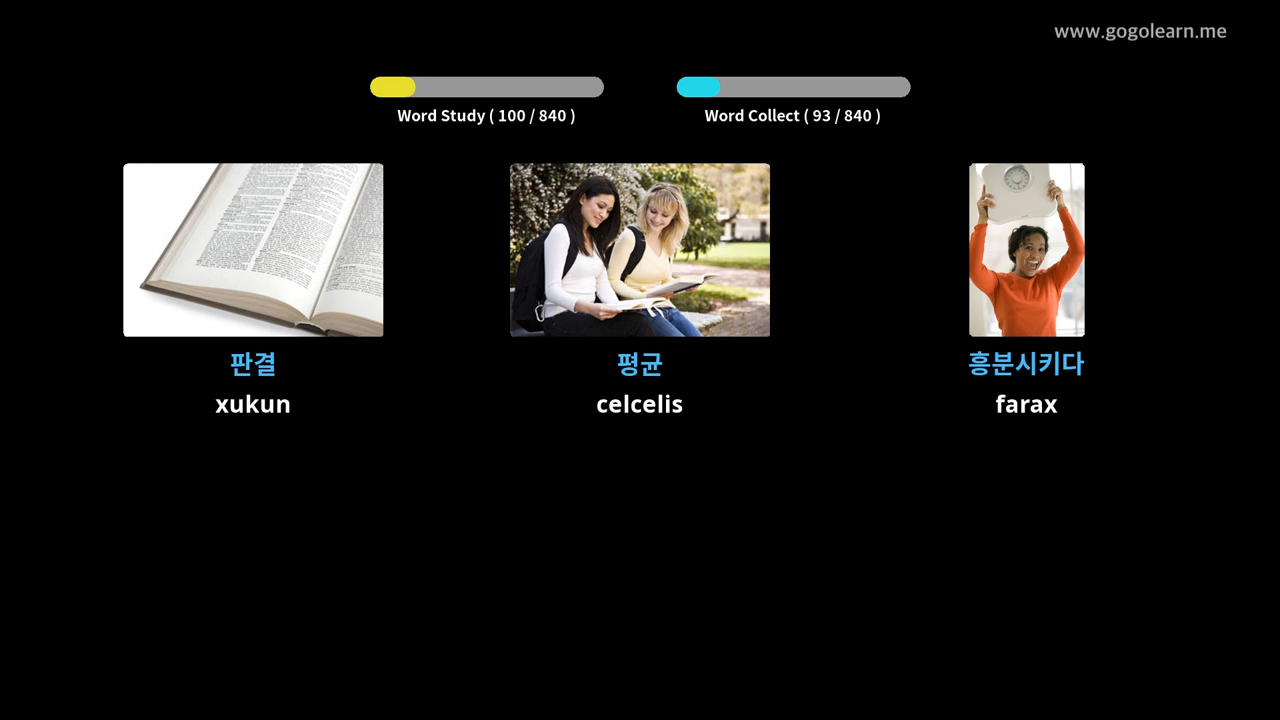 www.gogolearn.me
Word Study ( 100 / 840 )
Word Collect ( 93 / 840 )
판결
평균
흥분시키다
xukun
celcelis
farax